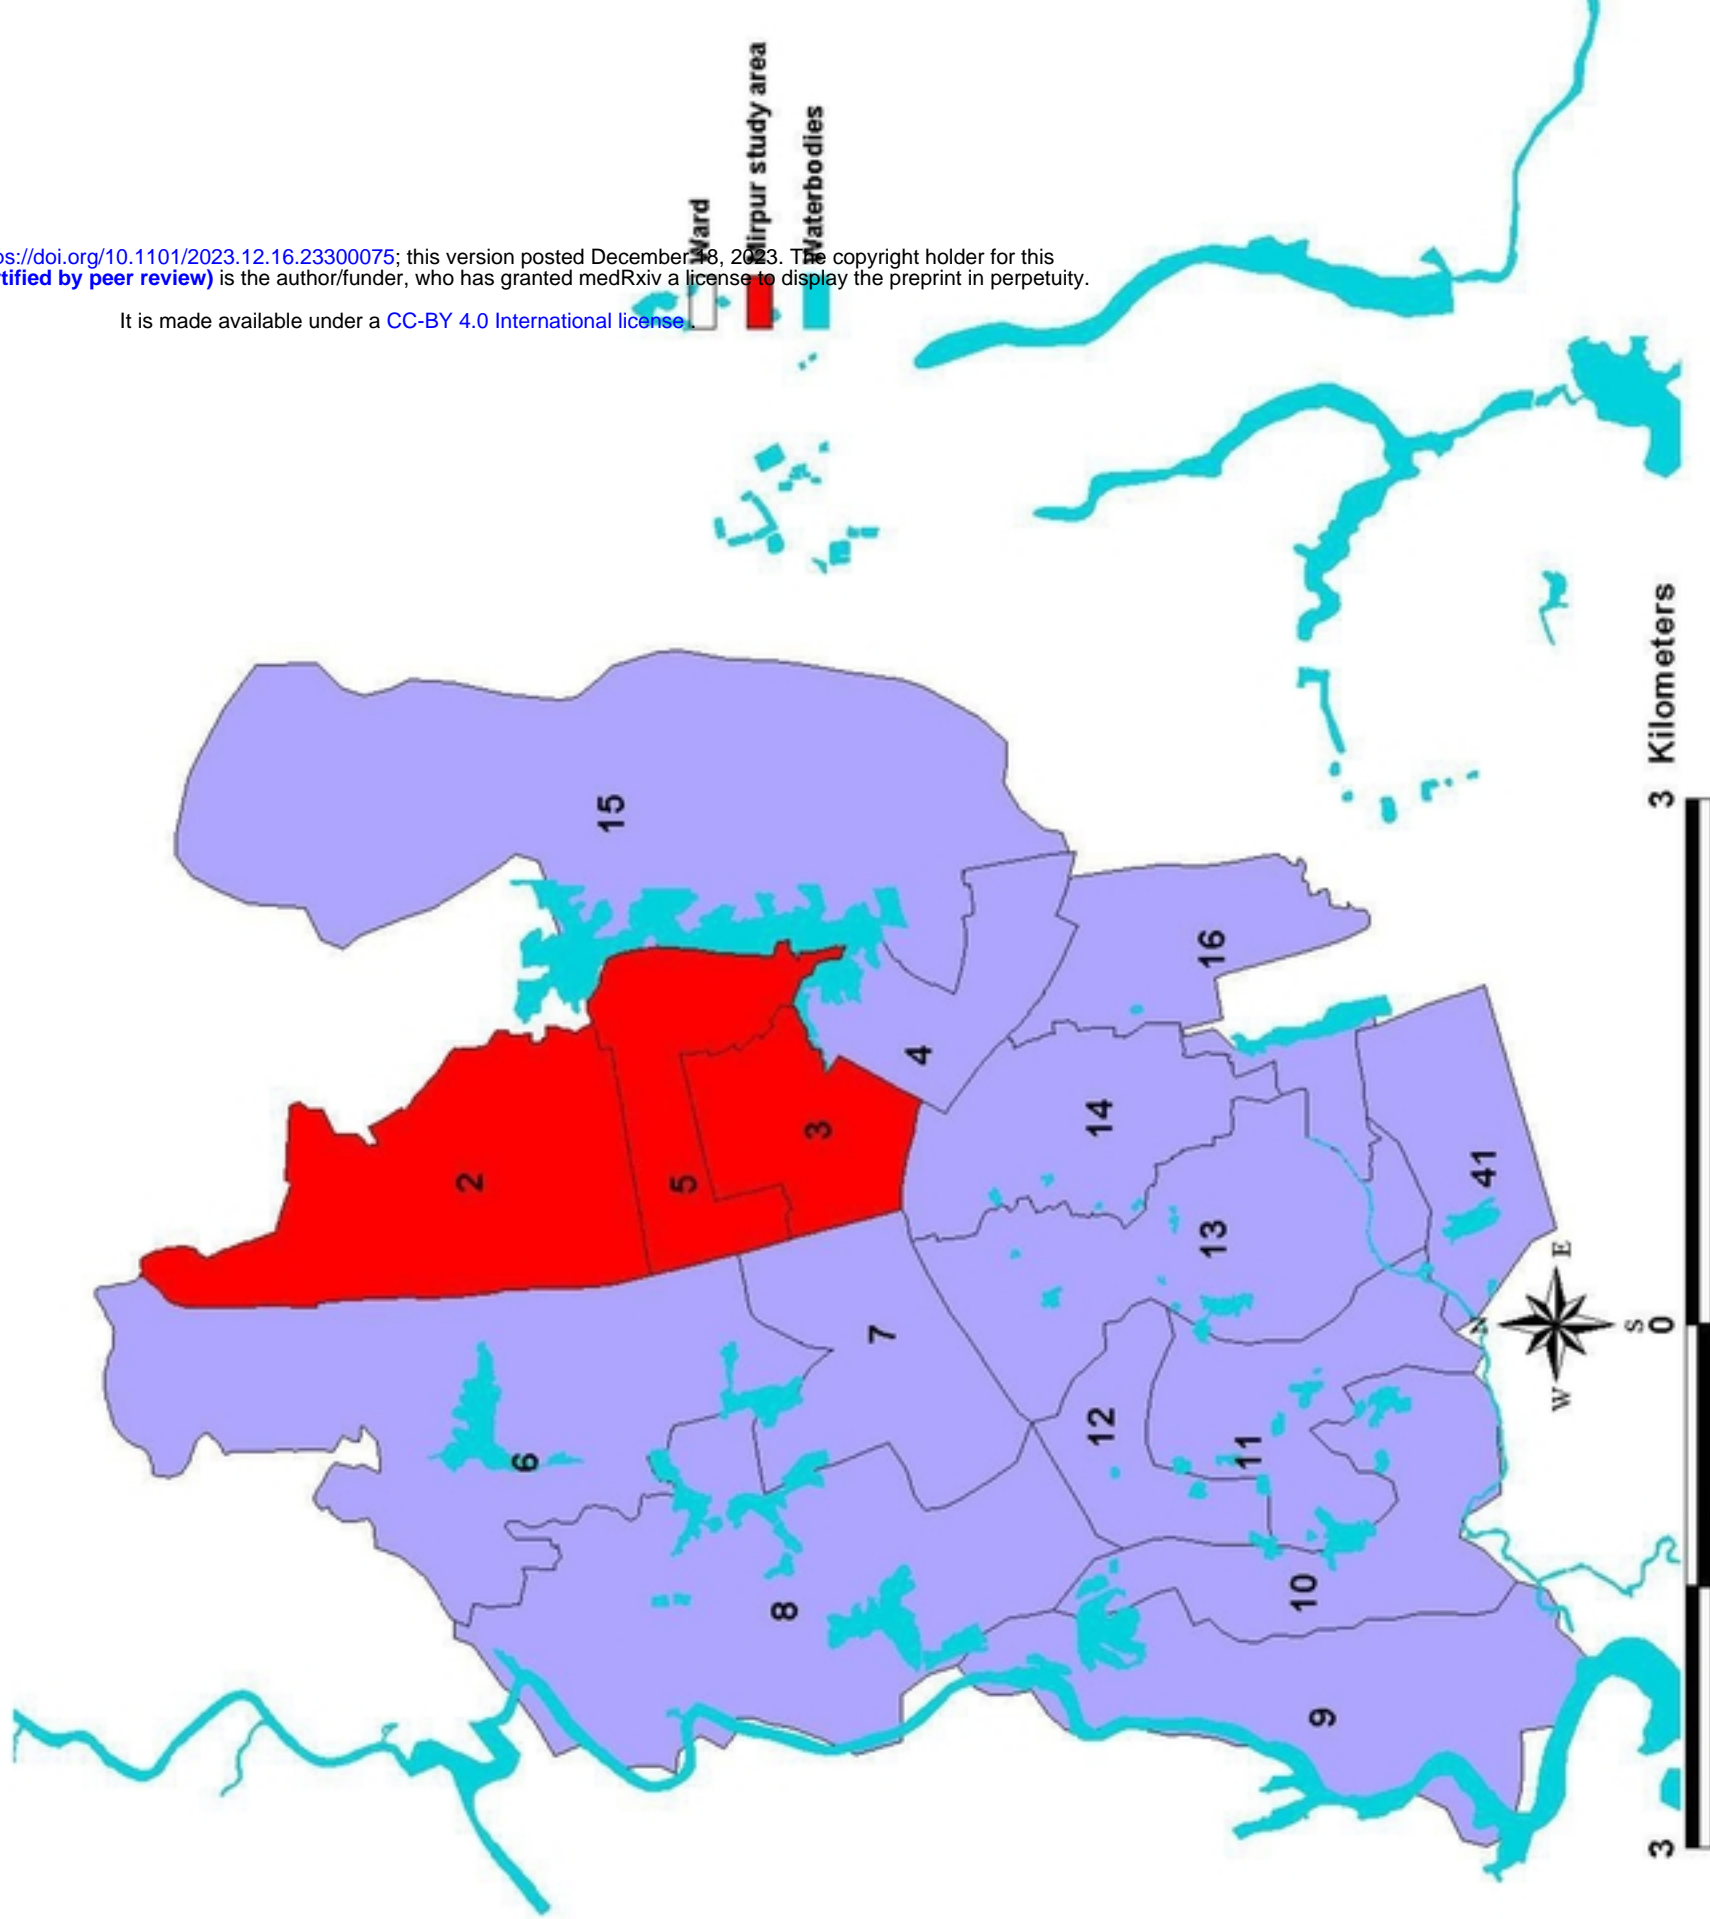 os://doi.org/10.1101/2023.12.16.23300075; this version posted December 18, 2023. The copyright holder for this
tified by peer review) is the author/funder, who has granted medRxiv a license to display the preprint in perpetuity.
It is made available under a CC-BY 4.0 International license .
Ward
Mirpur study area
Waterbodies
15
2
5
3
4
16
14
13
41
7
6
12
11
8
10
9
N
E
S
W
3
0
3 Kilometers